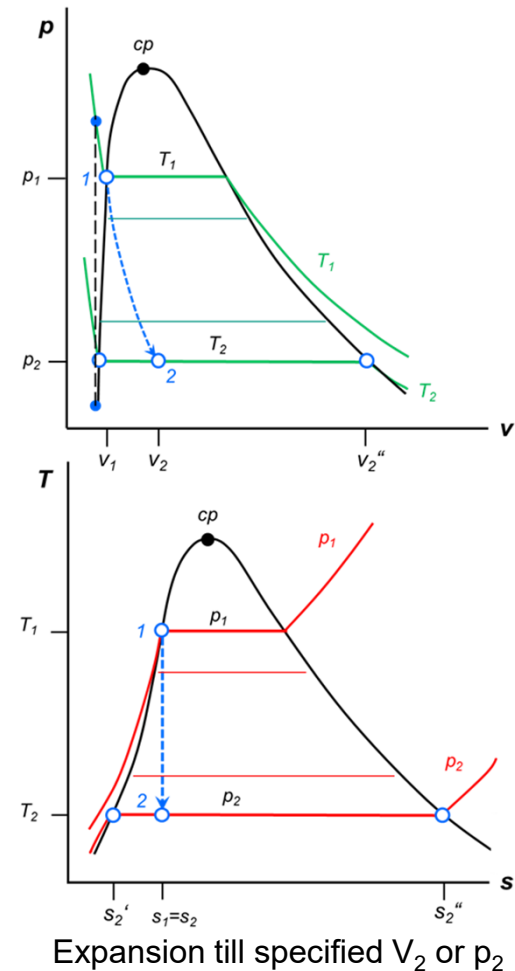 p
cp
p₁
1
T₁
T₁
p₂
T₂
2
T₂
v₁
v₂
v₂“
v
T
cp
p₁
T₁
1
p₁
p₂
T₂
2
p₂
s₂‘
s₁=s₂
s₂“
s
Expansion till specified V₂ or p₂